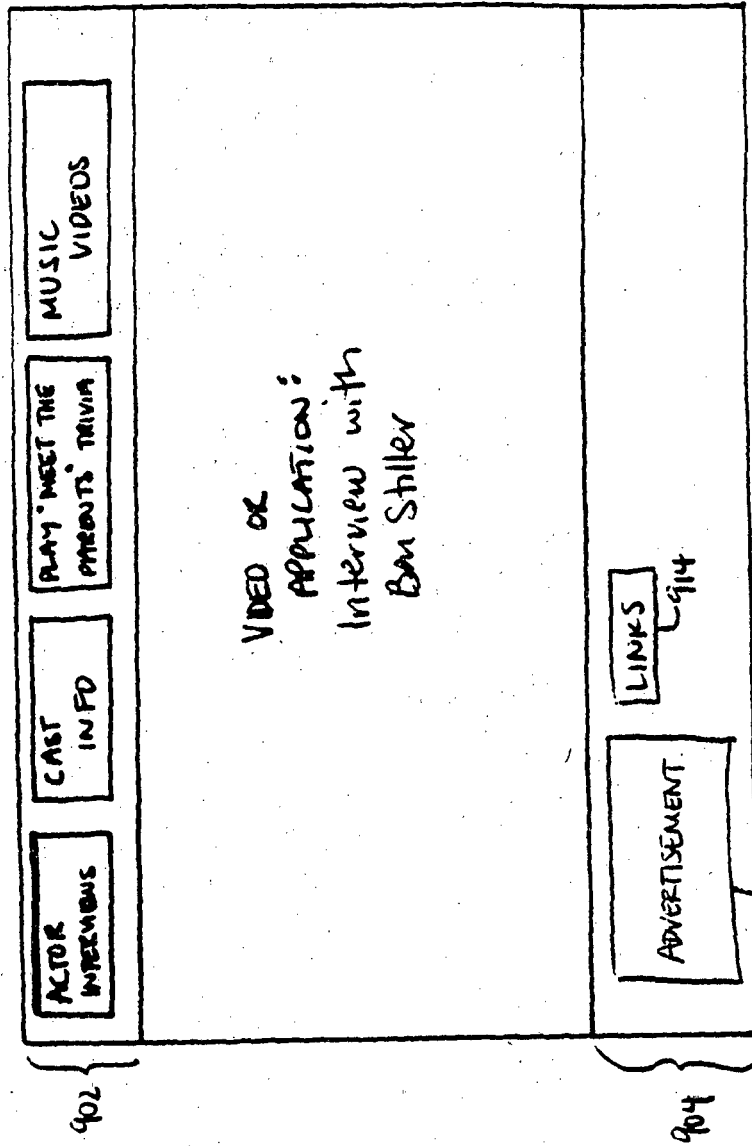 902
ACTOR
INTERVIEWS
CAST
INFO
PLAY "MEET THE
PARENTS" TRIVIA
MUSIC
VIDEOS
VIDEO OR
APPLICATION:
Interview with
Ben Stiller
904
ADVERTISEMENT
LINKS
914